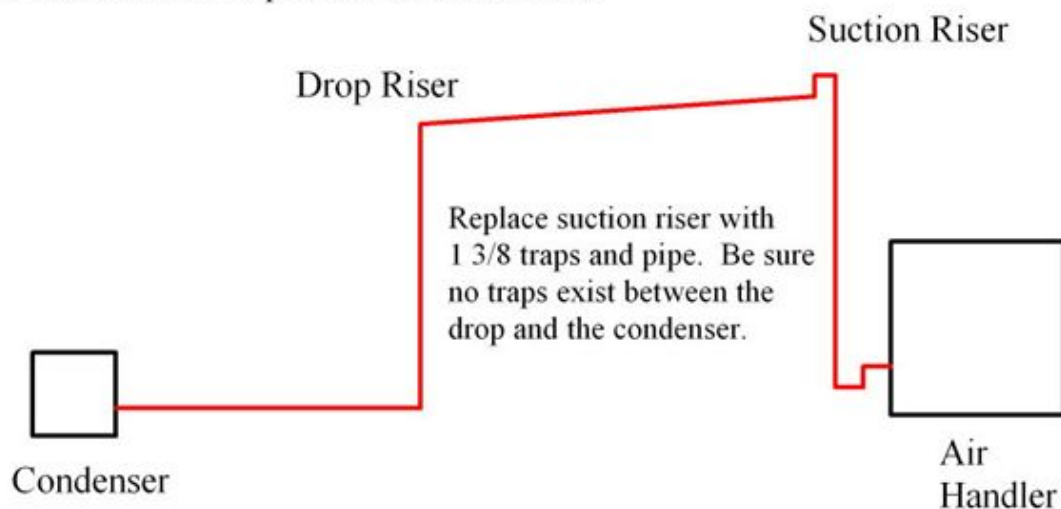 Suction Riser
Drop Riser
Replace suction riser with
1 3/8 traps and pipe. Be sure
no traps exist between the
drop and the condenser.
Condenser
Air
Handler